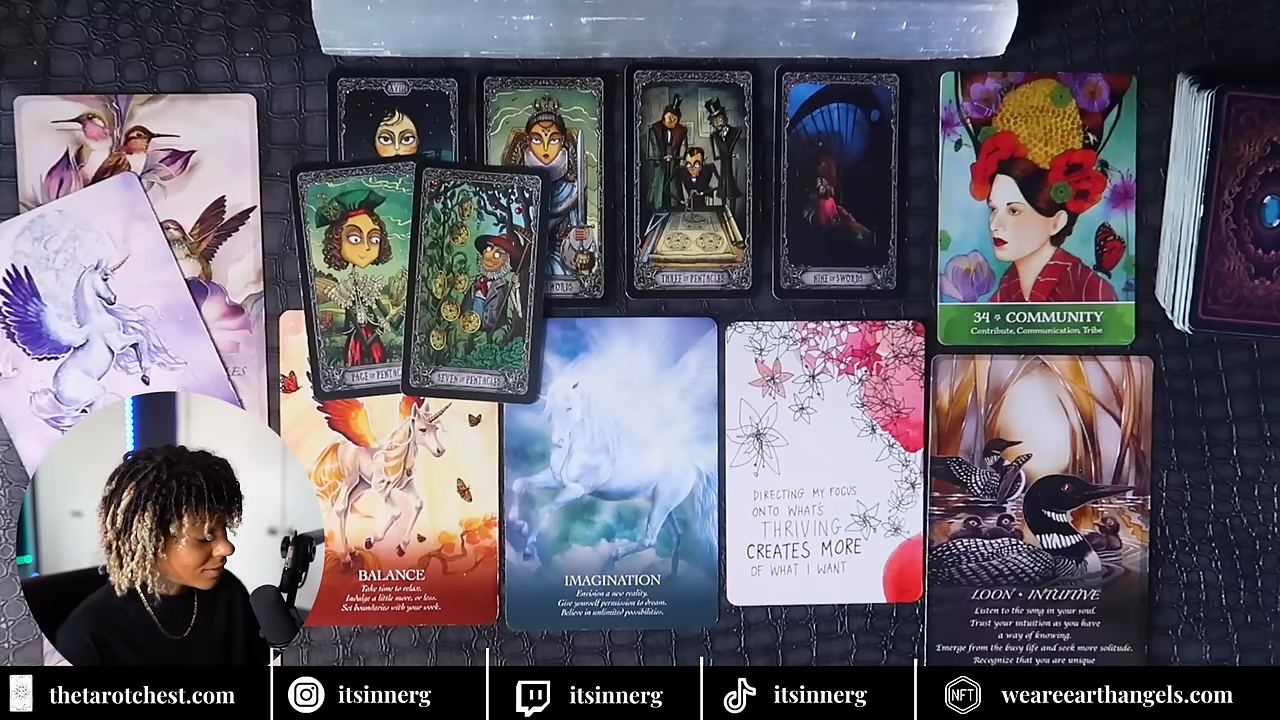 XVIII
WORDS
THREE OF PENTACLES
NINE OF SWORDS
34 * COMMUNITY
Contribute, Communication, Tribe
PAGE OF PENTAC
SEVEN OF PENTACLES
ES
BALANCE
Take time to relax.
Indulge a little more, or less.
Set boundaries with your work.
IMAGINATION
Envision a new reality.
Give yourself permission to dream.
Believe in unlimited possibilities.
DIRECTING MY FOCUS
ONTO WHAT'S
THRIVING
CREATES MORE
OF WHAT I WANT
LOON • INTUITIVE
Listen to the song in your soul.
Trust your intuition as you have
a way of knowing.
Emerge from the busy life and seek more solitude.
Recognize that you are unique
thetarotchest.com
itsinnerg
itsinnerg
itsinnerg
NFT
weareearthangels.com